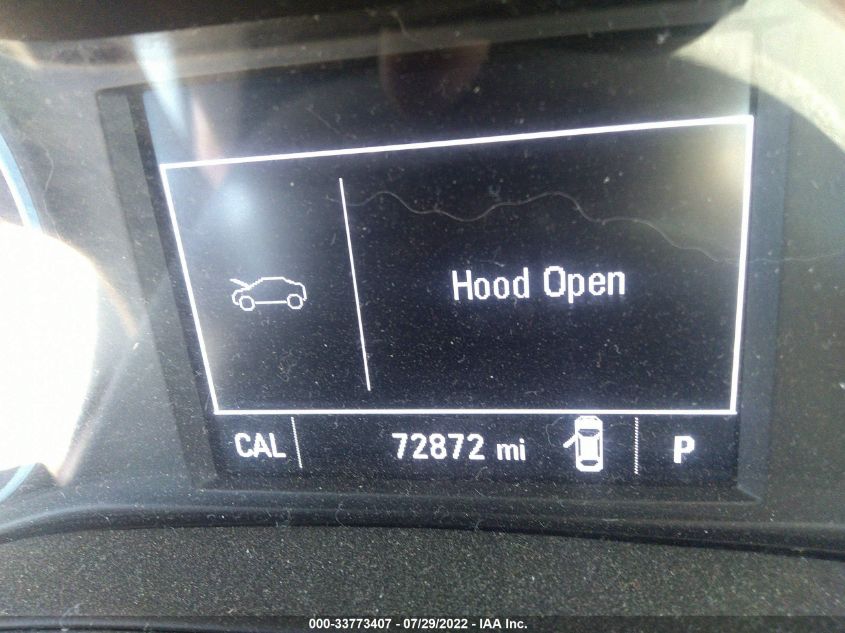 Hood Open
CAL 72872 mi P
000-33773407 - 07/29/2022 - IAA Inc.